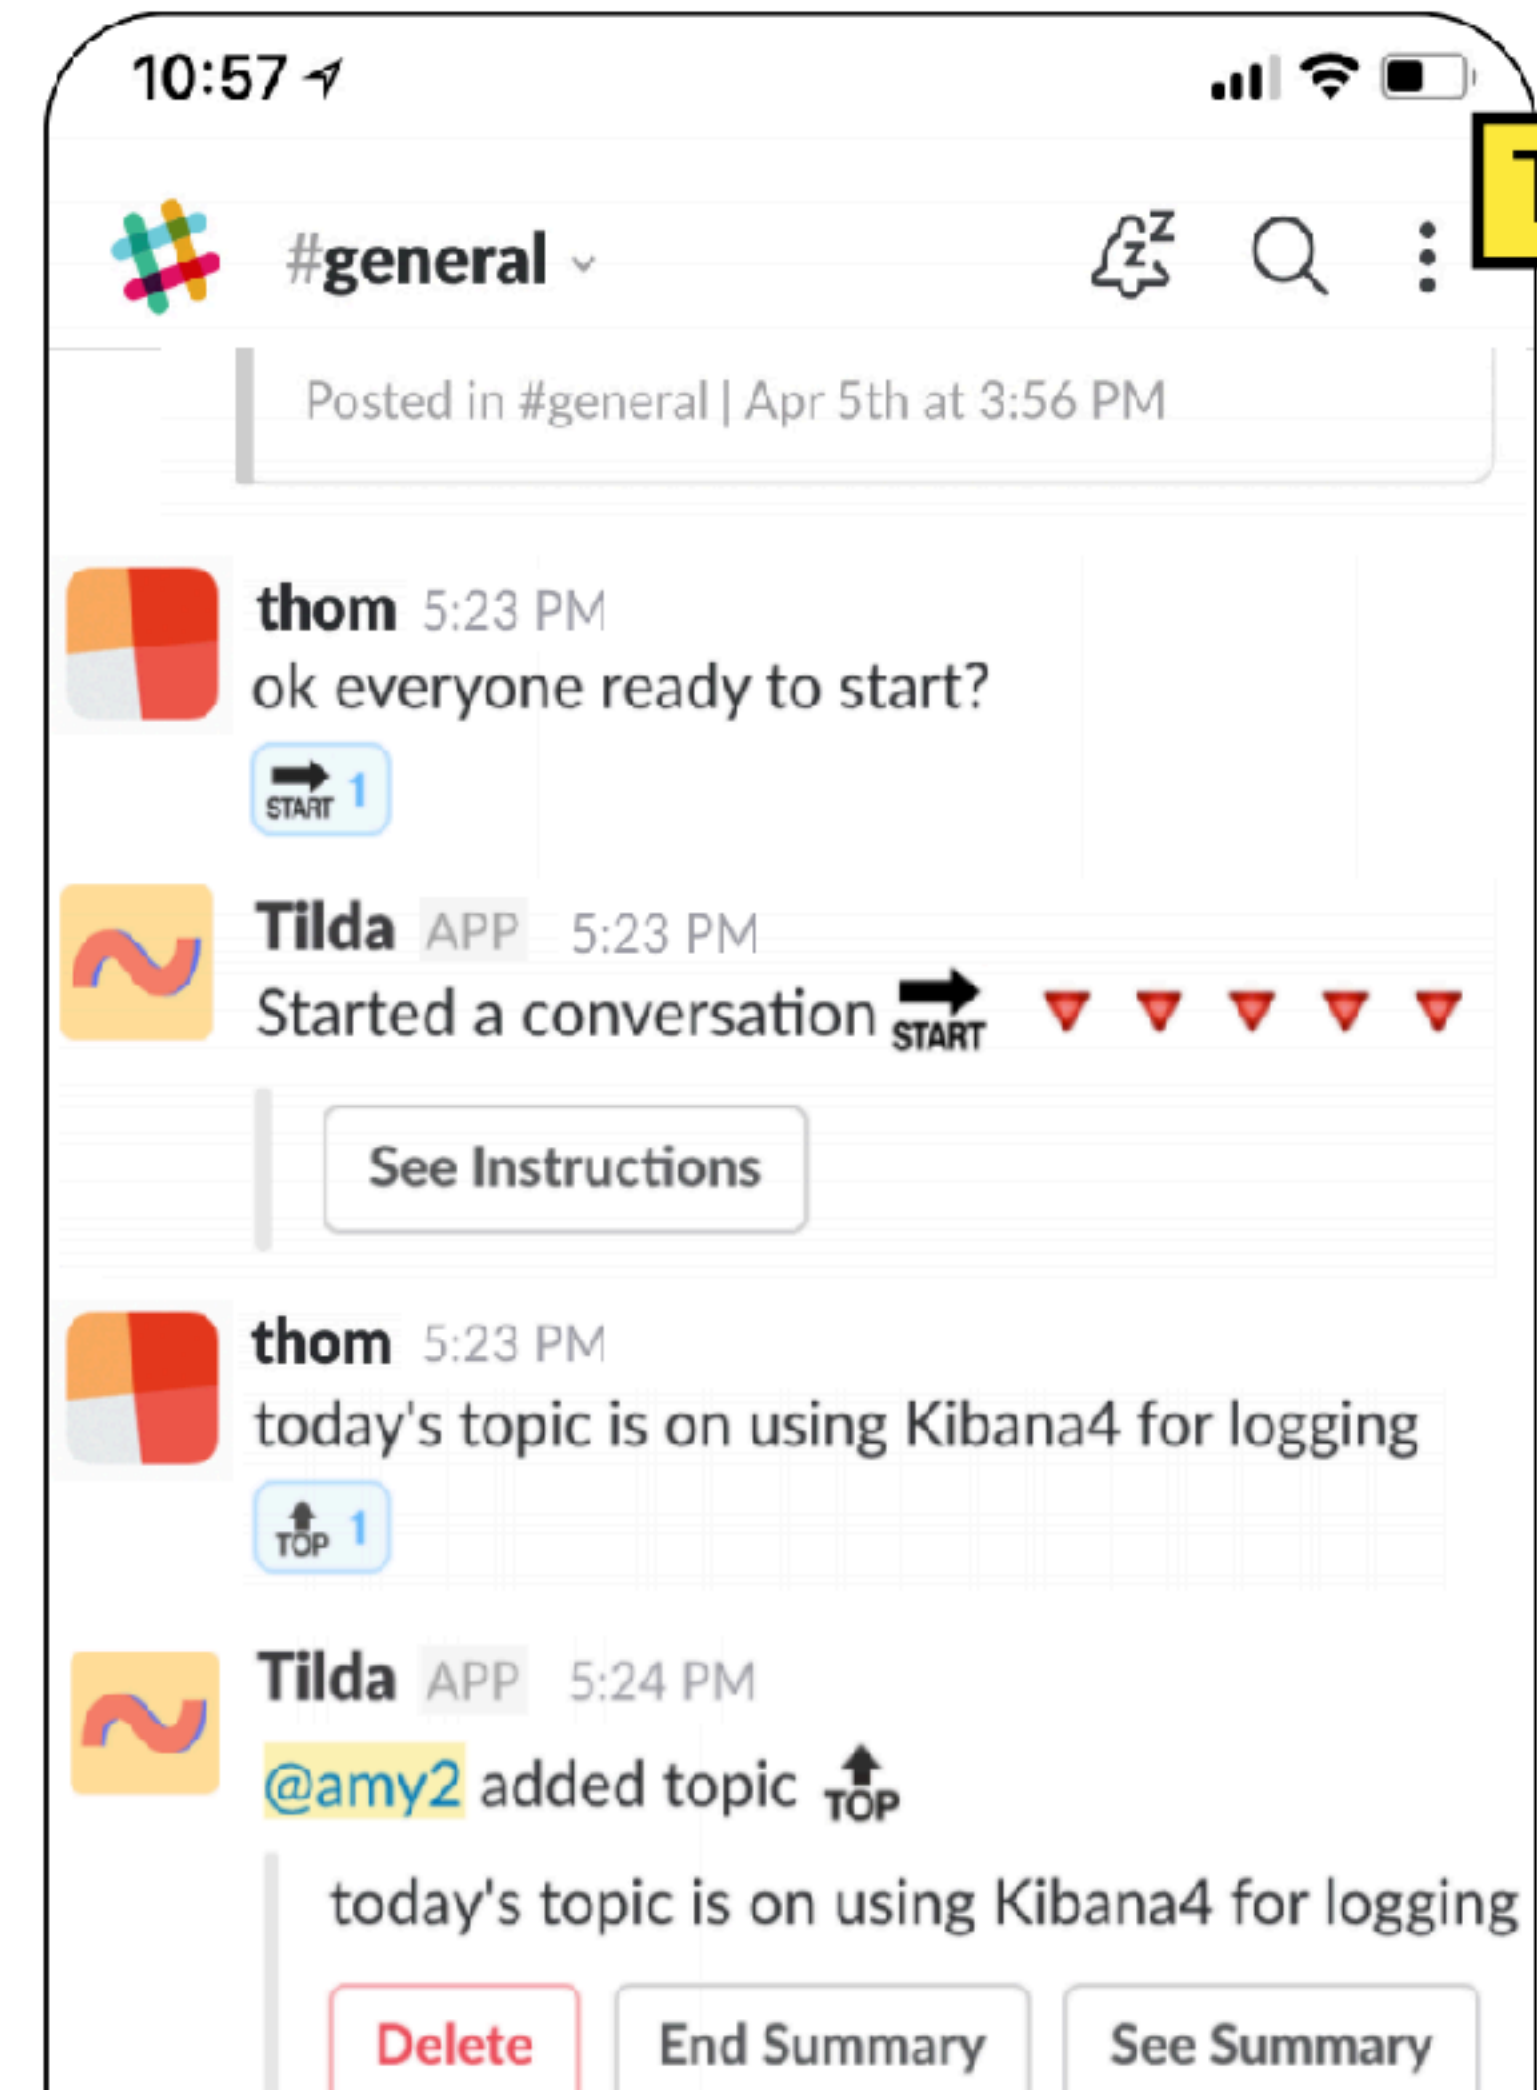 10:57
T
#general
Posted in #general | Apr 5th at 3:56 PM
thom 5:23 PM
ok everyone ready to start?
START 1
Tilda APP 5:23 PM
Started a conversation START
See Instructions
thom 5:23 PM
today's topic is on using Kibana4 for logging
TOP 1
Tilda APP 5:24 PM
@amy2 added topic TOP
today's topic is on using Kibana4 for logging
Delete End Summary See Summary